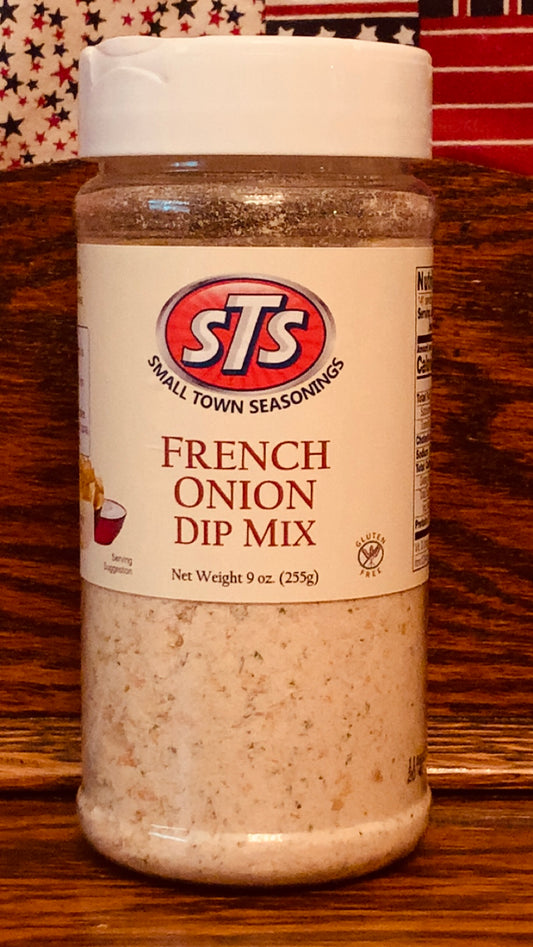 STS
SMALL TOWN SEASONINGS
FRENCH
ONION
DIP MIX
GLUTEN
FREE
Serving
Suggestion
Net Weight 9 oz. (255g)